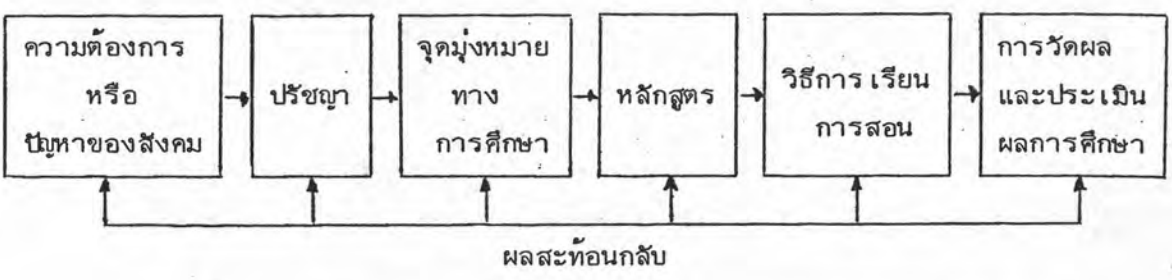 ความต้องการ
หรือ
ปัญหาของสังคม
ปรัชญา
จุดมุ่งหมาย
ทาง
การศึกษา
หลักสูตร
วิธีการเรียน
การสอน
การวัดผล
และประเมิน
ผลการศึกษา
ผลสะท้อนกลับ